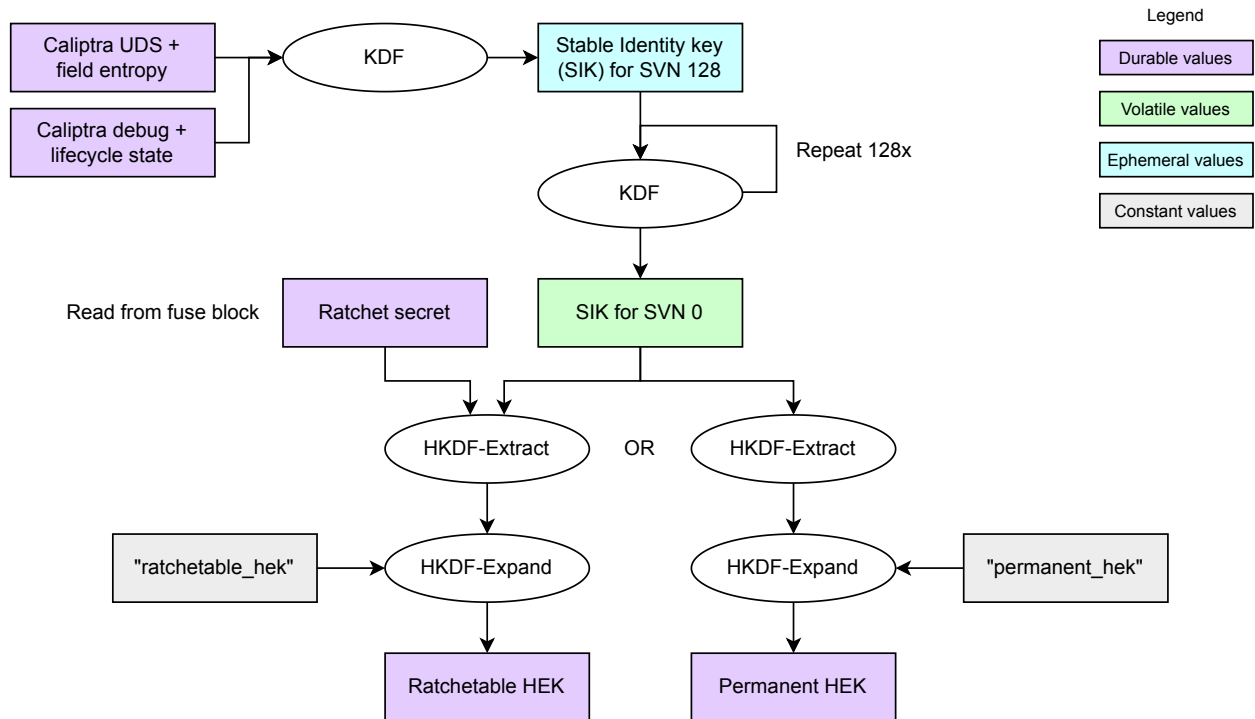 Legend
Caliptra UDS +
field entropy
KDF
Stable Identity key
(SIK) for SVN 128
Durable values
Caliptra debug +
lifecycle state
Volatile values
Repeat 128x
Ephemeral values
KDF
Constant values
Read from fuse block
Ratchet secret
SIK for SVN 0
HKDF-Extract
OR
HKDF-Extract
"ratchetable_hek"
HKDF-Expand
HKDF-Expand
"permanent_hek"
Ratchetable HEK
Permanent HEK